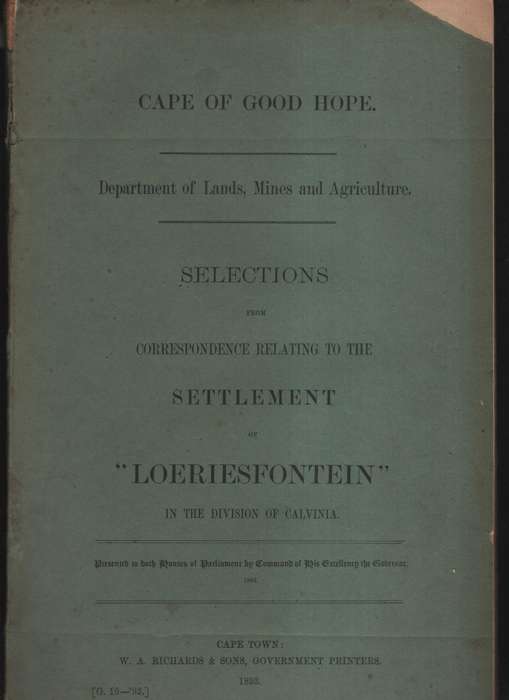 CAPE OF GOOD HOPE.
Department of Lands, Mines and Agriculture.
SELECTIONS
FROM
CORRESPONDENCE RELATING TO THE
SETTLEMENT
OF
"LOERIESFONTEIN"
IN THE DIVISION OF CALVINIA.
Presented to both Houses of Parliament by Command of His Excellency the Governor.
CAPE TOWN:
W. A. RICHARDS & SONS, GOVERNMENT PRINTERS.